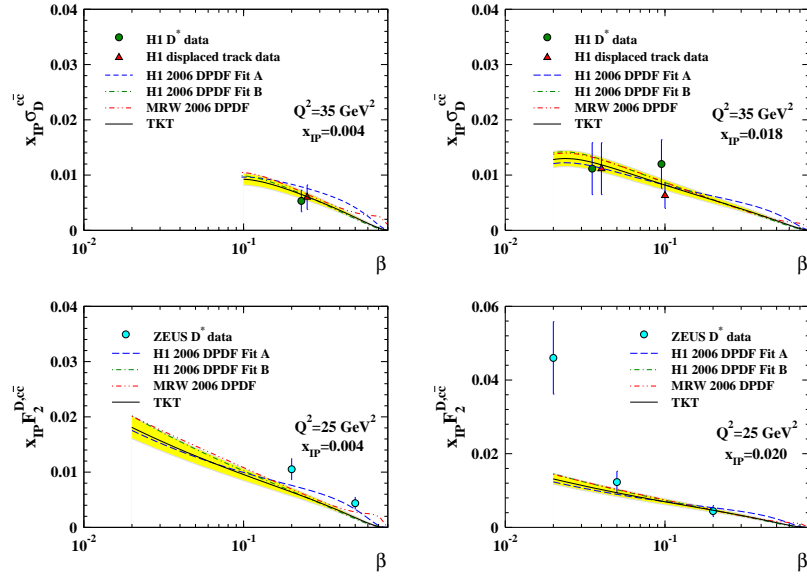 0.04
0.03
0.02
0.01
0
H1 D* data
H1 displaced track data
H1 2006 DPDF Fit A
H1 2006 DPDF Fit B
MRW 2006 DPDF
TKT
Q²=35 GeV²
x_IP=0.004
x_IP σ_D^cc̄
10⁻² 10⁻¹
β
0.04
0.03
0.02
0.01
0
H1 D* data
H1 displaced track data
H1 2006 DPDF Fit A
H1 2006 DPDF Fit B
MRW 2006 DPDF
TKT
Q²=35 GeV²
x_IP=0.018
x_IP σ_D^cc̄
10⁻² 10⁻¹
β
0.04
0.03
0.02
0.01
0
ZEUS D* data
H1 2006 DPDF Fit A
H1 2006 DPDF Fit B
MRW 2006 DPDF
TKT
Q²=25 GeV²
x_IP=0.004
x_IP F_2^D,cc̄
10⁻² 10⁻¹
β
0.06
0.04
0.02
0
ZEUS D* data
H1 2006 DPDF Fit A
H1 2006 DPDF Fit B
MRW 2006 DPDF
TKT
Q²=25 GeV²
x_IP=0.020
x_IP F_2^D,cc̄
10⁻² 10⁻¹
β